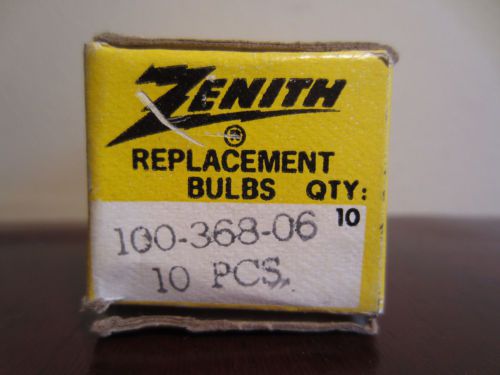 ZENITH
REPLACEMENT
BULBS QTY:
10
100-368-06
10 PCS.